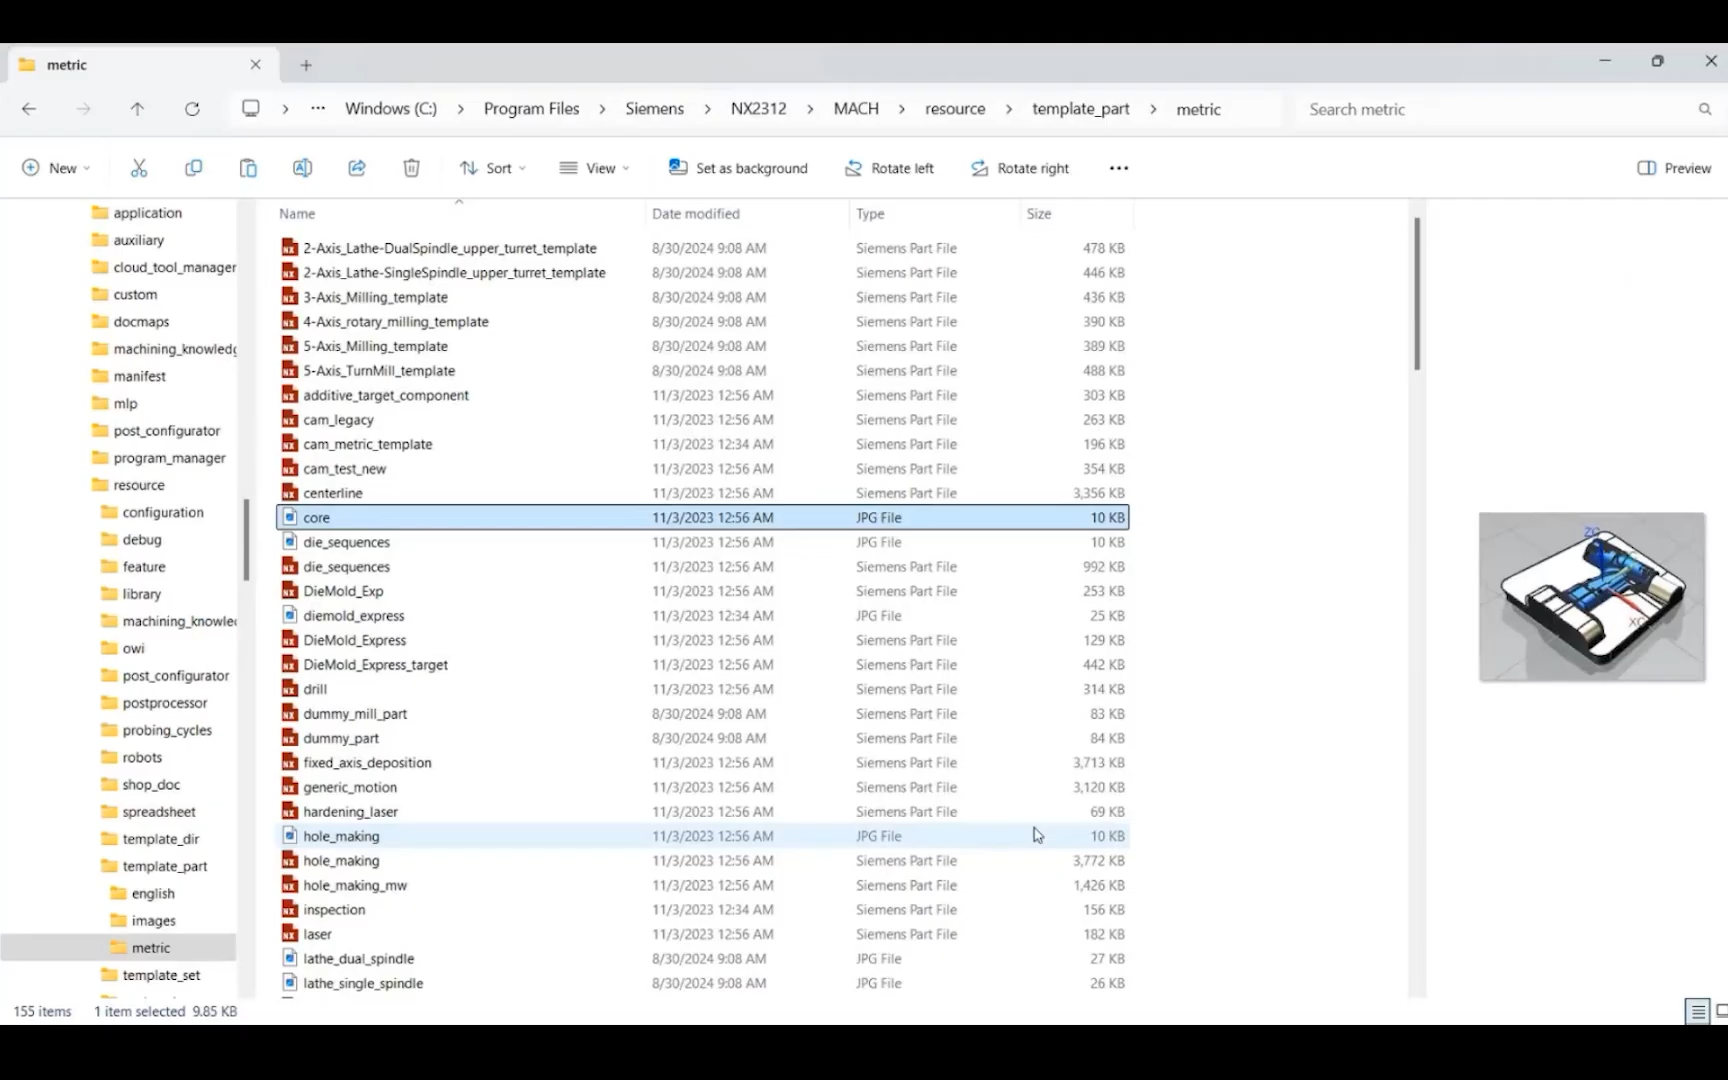 metric
Windows (C:) > Program Files > Siemens > NX2312 > MACH > resource > template_part > metric
Search metric
New
Sort
View
Set as background
Rotate left
Rotate right
Preview
application
auxiliary
cloud_tool_manager
custom
docmaps
machining_knowledg
manifest
mlp
post_configurator
program_manager
resource
configuration
debug
feature
library
machining_knowlec
owi
post_configurator
postprocessor
probing_cycles
robots
shop_doc
spreadsheet
template_dir
template_part
english
images
metric
template_set
Name Date modified Type Size
2-Axis_Lathe-DualSpindle_upper_turret_template 8/30/2024 9:08 AM Siemens Part File 478 KB
2-Axis_Lathe-SingleSpindle_upper_turret_template 8/30/2024 9:08 AM Siemens Part File 446 KB
3-Axis_Milling_template 8/30/2024 9:08 AM Siemens Part File 436 KB
4-Axis_rotary_milling_template 8/30/2024 9:08 AM Siemens Part File 390 KB
5-Axis_Milling_template 8/30/2024 9:08 AM Siemens Part File 389 KB
5-Axis_TurnMill_template 8/30/2024 9:08 AM Siemens Part File 488 KB
additive_target_component 11/3/2023 12:56 AM Siemens Part File 303 KB
cam_legacy 11/3/2023 12:56 AM Siemens Part File 263 KB
cam_metric_template 11/3/2023 12:34 AM Siemens Part File 196 KB
cam_test_new 11/3/2023 12:56 AM Siemens Part File 354 KB
centerline 11/3/2023 12:56 AM Siemens Part File 3,356 KB
core 11/3/2023 12:56 AM JPG File 10 KB
die_sequences 11/3/2023 12:56 AM JPG File 10 KB
die_sequences 11/3/2023 12:56 AM Siemens Part File 992 KB
DieMold_Exp 11/3/2023 12:56 AM Siemens Part File 253 KB
diemold_express 11/3/2023 12:34 AM JPG File 25 KB
DieMold_Express 11/3/2023 12:56 AM Siemens Part File 129 KB
DieMold_Express_target 11/3/2023 12:56 AM Siemens Part File 442 KB
drill 11/3/2023 12:56 AM Siemens Part File 314 KB
dummy_mill_part 8/30/2024 9:08 AM Siemens Part File 83 KB
dummy_part 8/30/2024 9:08 AM Siemens Part File 84 KB
fixed_axis_deposition 11/3/2023 12:56 AM Siemens Part File 3,713 KB
generic_motion 11/3/2023 12:56 AM Siemens Part File 3,120 KB
hardening_laser 11/3/2023 12:56 AM Siemens Part File 69 KB
hole_making 11/3/2023 12:56 AM JPG File 10 KB
hole_making 11/3/2023 12:56 AM Siemens Part File 3,772 KB
hole_making_mw 11/3/2023 12:56 AM Siemens Part File 1,426 KB
inspection 11/3/2023 12:34 AM Siemens Part File 156 KB
laser 11/3/2023 12:56 AM Siemens Part File 182 KB
lathe_dual_spindle 8/30/2024 9:08 AM JPG File 27 KB
lathe_single_spindle 8/30/2024 9:08 AM JPG File 26 KB
ZC
XC
155 items 1 item selected 9.85 KB